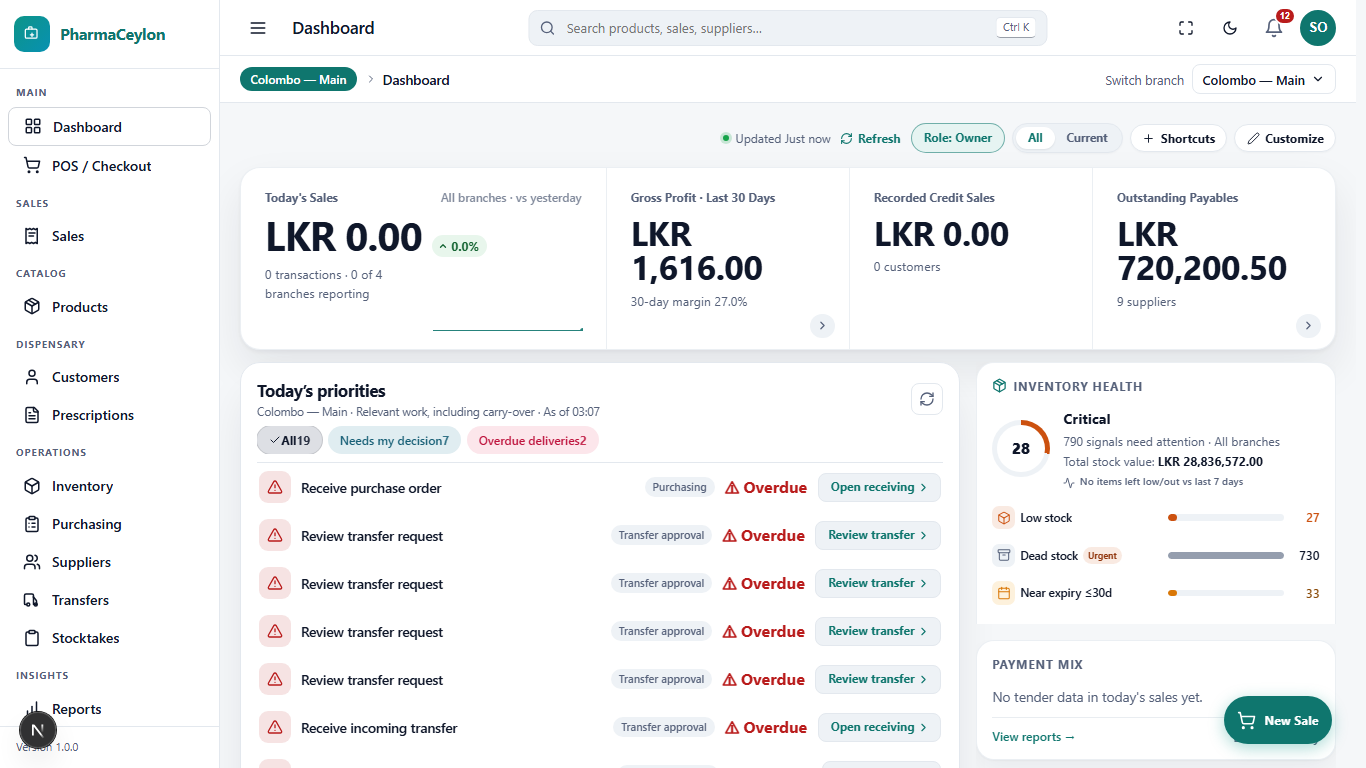 PharmaCeylon
Dashboard
Search products, sales, suppliers...
Ctrl K
12
SO
Colombo — Main
Dashboard
Switch branch
Colombo — Main
MAIN
Dashboard
POS / Checkout
SALES
Sales
CATALOG
Products
DISPENSARY
Customers
Prescriptions
OPERATIONS
Inventory
Purchasing
Suppliers
Transfers
Stocktakes
INSIGHTS
Reports
N
Version 1.0.0
Updated Just now
Refresh
Role: Owner
All
Current
Shortcuts
Customize
Today's Sales
All branches · vs yesterday
LKR 0.00
0.0%
0 transactions · 0 of 4
branches reporting
Gross Profit · Last 30 Days
LKR
1,616.00
30-day margin 27.0%
Recorded Credit Sales
LKR 0.00
0 customers
Outstanding Payables
LKR
720,200.50
9 suppliers
Today's priorities
Colombo — Main · Relevant work, including carry-over · As of 03:07
All19
Needs my decision7
Overdue deliveries2
Receive purchase order Purchasing Overdue Open receiving
Review transfer request Transfer approval Overdue Review transfer
Review transfer request Transfer approval Overdue Review transfer
Review transfer request Transfer approval Overdue Review transfer
Review transfer request Transfer approval Overdue Review transfer
Receive incoming transfer Transfer approval Overdue Open receiving
INVENTORY HEALTH
28
Critical
790 signals need attention · All branches
Total stock value: LKR 28,836,572.00
No items left low/out vs last 7 days
Low stock 27
Dead stock Urgent 730
Near expiry ≤30d 33
PAYMENT MIX
No tender data in today's sales yet.
View reports →
New Sale